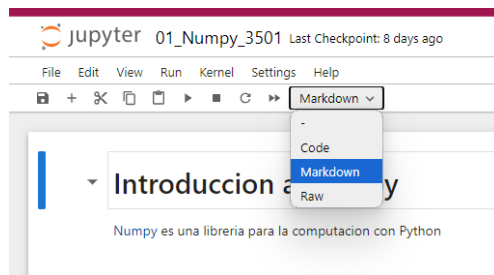 jupyter 01_Numpy_3501 Last Checkpoint: 8 days ago
File Edit View Run Kernel Settings Help
Markdown
-
Code
Markdown
Raw
Introduccion a y
Numpy es una libreria para la computacion con Python